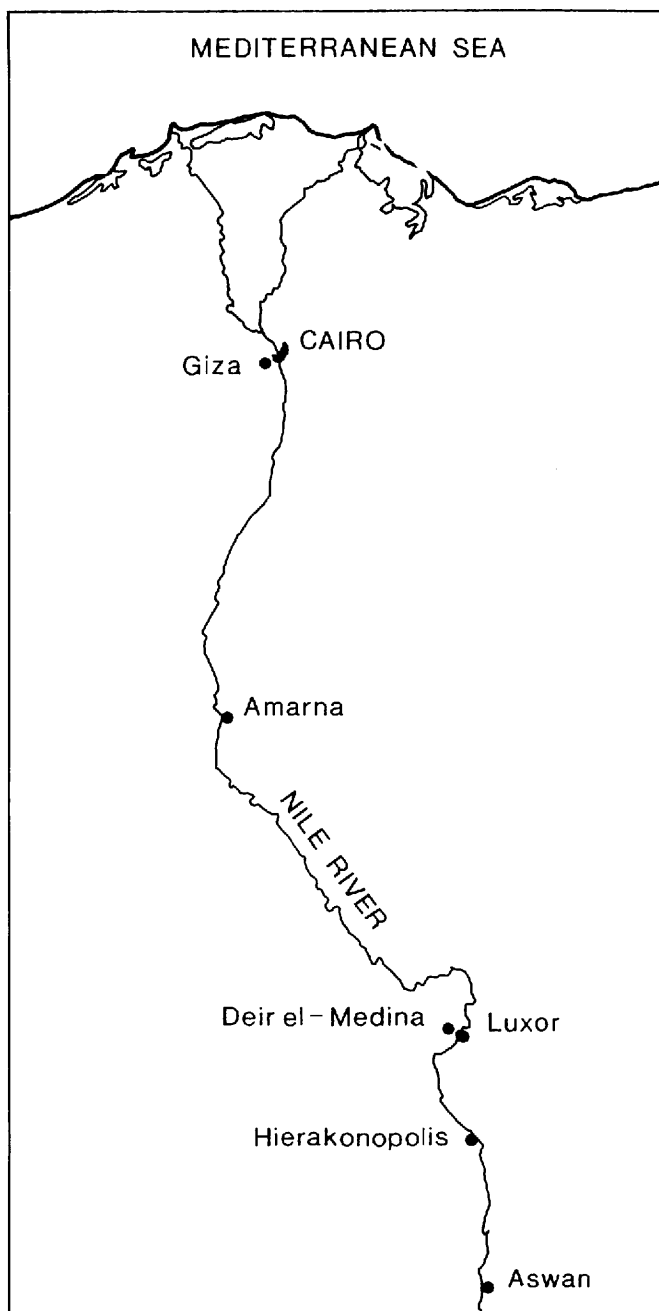 MEDITERRANEAN SEA
CAIRO
Giza
Amarna
NILE RIVER
Deir el-Medina
Luxor
Hierakonopolis
Aswan